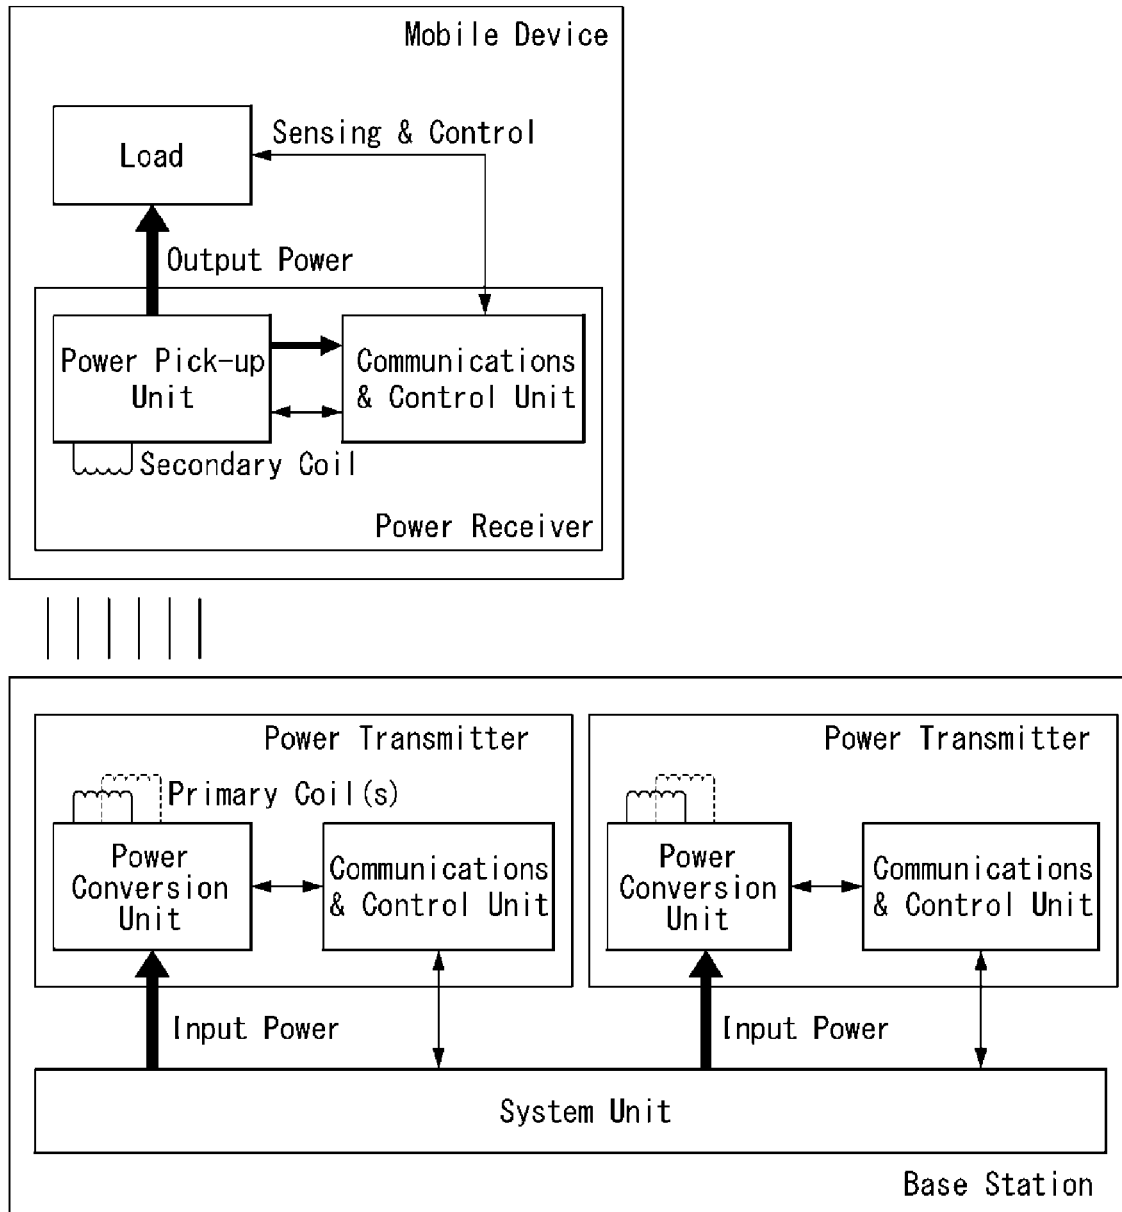 Mobile Device
Sensing & Control
Load
Output Power
Power Pick-up
Unit
Communications
& Control Unit
Secondary Coil
Power Receiver
Power Transmitter
Primary Coil(s)
Power
Conversion
Unit
Communications
& Control Unit
Input Power
Power Transmitter
Power
Conversion
Unit
Communications
& Control Unit
Input Power
System Unit
Base Station